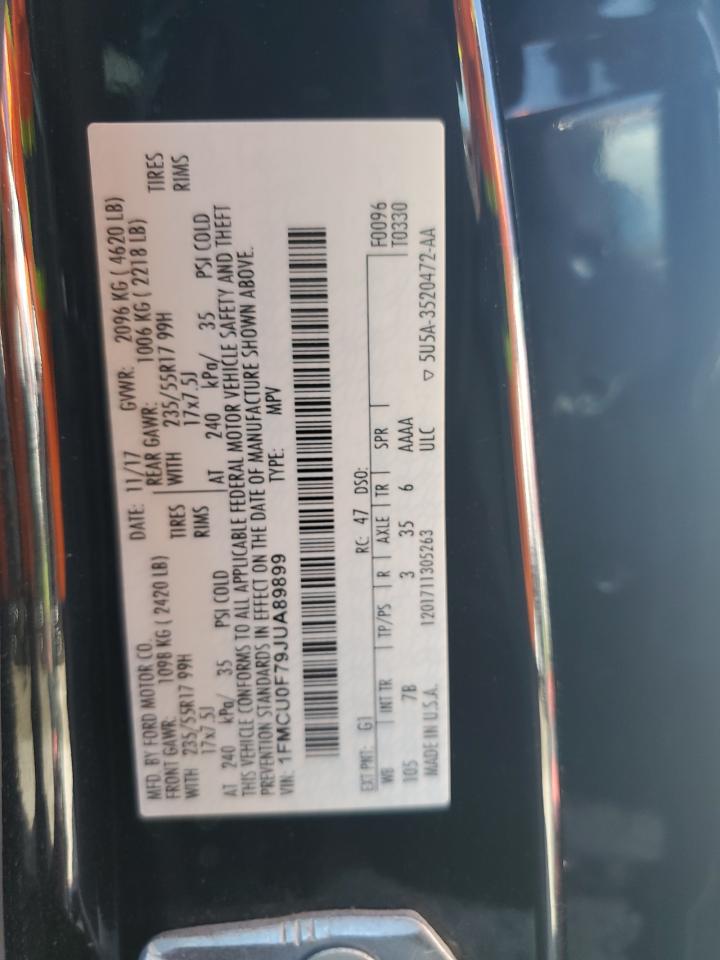 MFD. BY FORD MOTOR CO.
DATE: 11/17 GVWR: 2096 KG ( 4620 LB)
FRONT GAWR: 1098 KG ( 2420 LB) REAR GAWR: 1006 KG ( 2218 LB)
WITH 235/55R17 99H TIRES WITH 235/55R17 99H TIRES
17x7.5J RIMS 17x7.5J RIMS
AT 240 kPa/ 35 PSI COLD AT 240 kPa/ 35 PSI COLD
THIS VEHICLE CONFORMS TO ALL APPLICABLE FEDERAL MOTOR VEHICLE SAFETY AND THEFT
PREVENTION STANDARDS IN EFFECT ON THE DATE OF MANUFACTURE SHOWN ABOVE.
VIN: 1FMCU0F79JUA89899 TYPE: MPV
EXT PNT: G1 RC: 47 DSO: F0096
WB INT TR TP/PS R AXLE TR SPR T0330
105 7B 3 35 6 AAAA
MADE IN U.S.A. 1201711305263 ULC ▽ 5U5A-3520472-AA